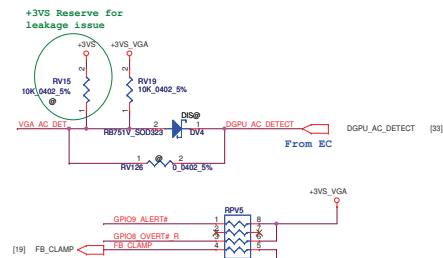 +3VS Reserve for
leakage issue
+3VS
+3VS_VGA
2
2
RV15
10K_0402_5%
@
RV19
10K_0402_5%
1
1
DIS@
VGA_AC_DET
2
1
DGPU_AC_DETECT
DGPU_AC_DETECT [33]
RB751V_SOD323
DV4
From EC
1
@
2
RV126
0_0402_5%
+3VS_VGA
RPV5
GPIO9_ALERT#
1
8
2
7
GPIO8_OVERT#_R
3
6
[19] FB_CLAMP
FB_CLAMP
4
5